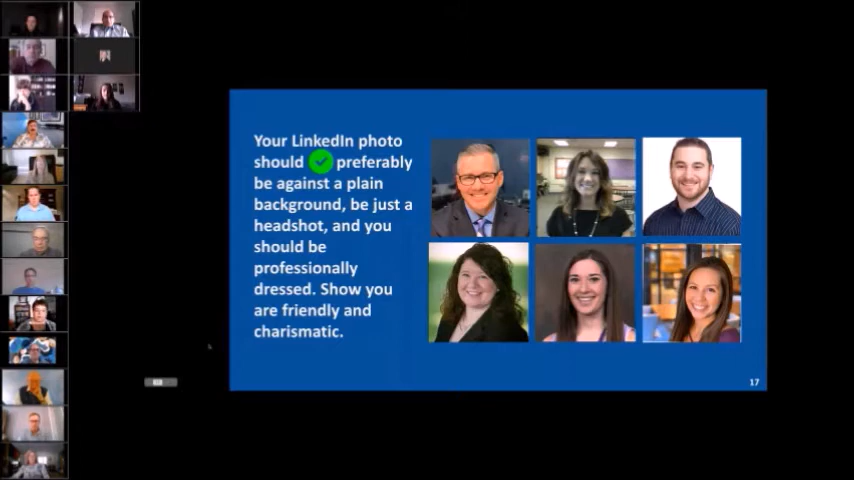 Your LinkedIn photo
should preferably
be against a plain
background, be just a
headshot, and you
should be
professionally
dressed. Show you
are friendly and
charismatic.
17